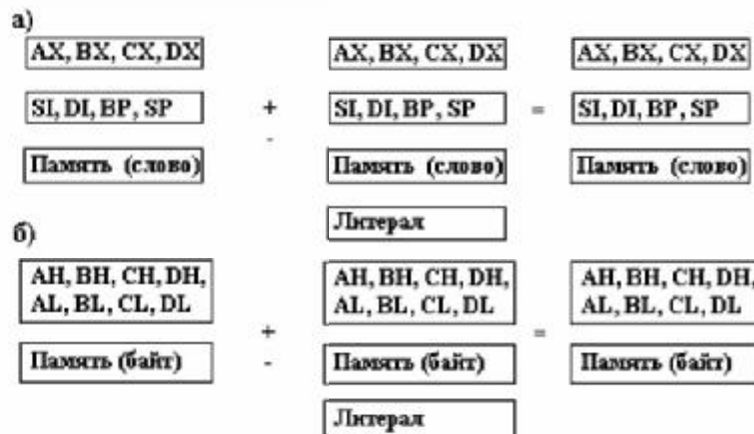 а)
AX, BX, CX, DX AX, BX, CX, DX AX, BX, CX, DX
SI, DI, BP, SP + SI, DI, BP, SP = SI, DI, BP, SP
-
Память (слово) Память (слово) Память (слово)
Литерал
б)
AH, BH, CH, DH, AH, BH, CH, DH, AH, BH, CH, DH,
AL, BL, CL, DL AL, BL, CL, DL AL, BL, CL, DL
+ =
Память (байт) - Память (байт) Память (байт)
Литерал